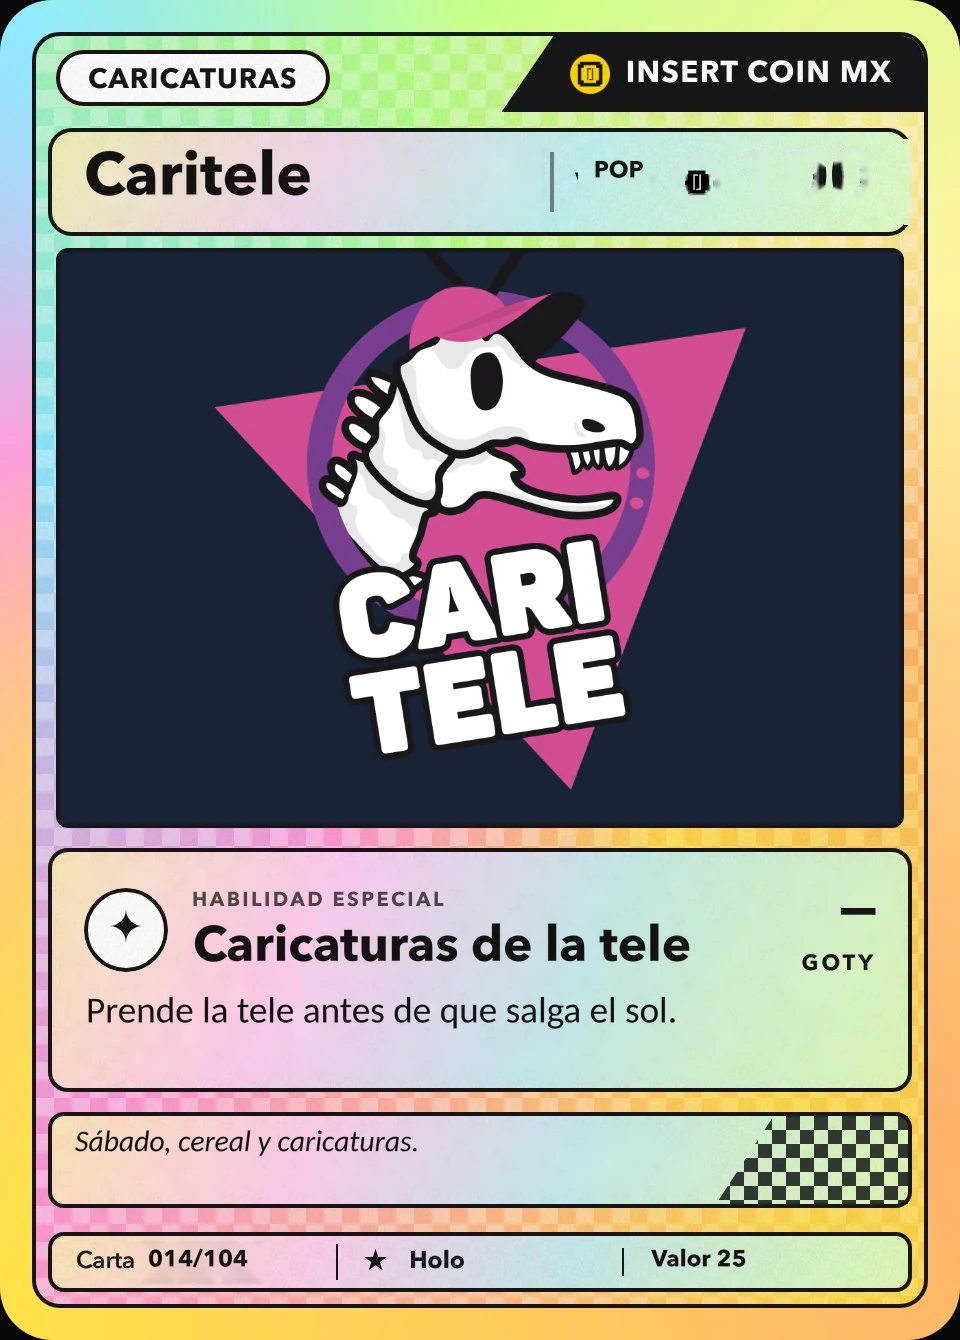 CARICATURAS
INSERT COIN MX
Caritele
POP
CARI
TELE
HABILIDAD ESPECIAL
Caricaturas de la tele
GOTY
Prende la tele antes de que salga el sol.
Sábado, cereal y caricaturas.
Carta 014/104
★ Holo
Valor 25